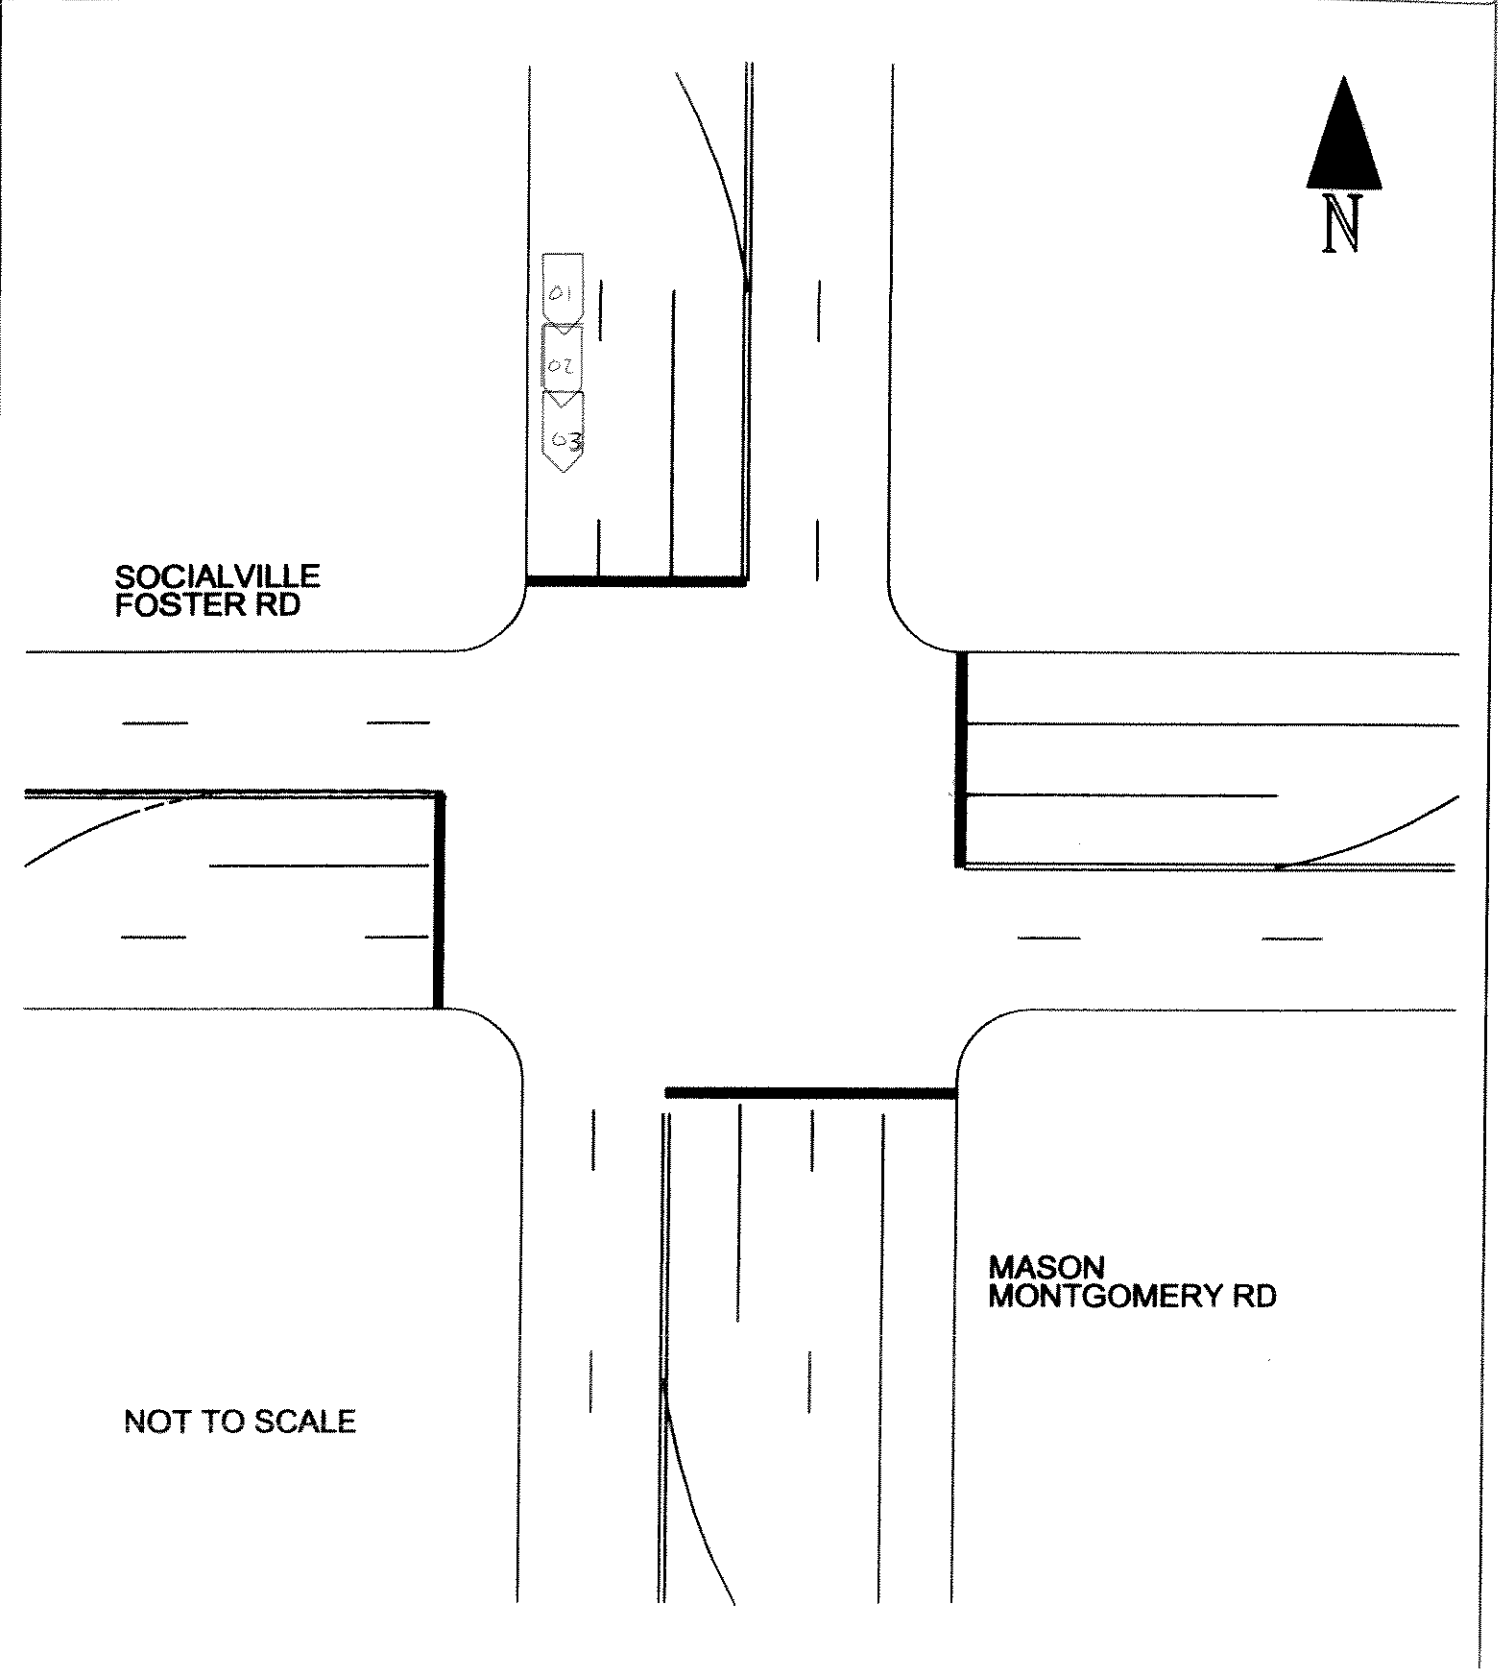 N
01
02
03
SOCIALVILLE
FOSTER RD
MASON
MONTGOMERY RD
NOT TO SCALE